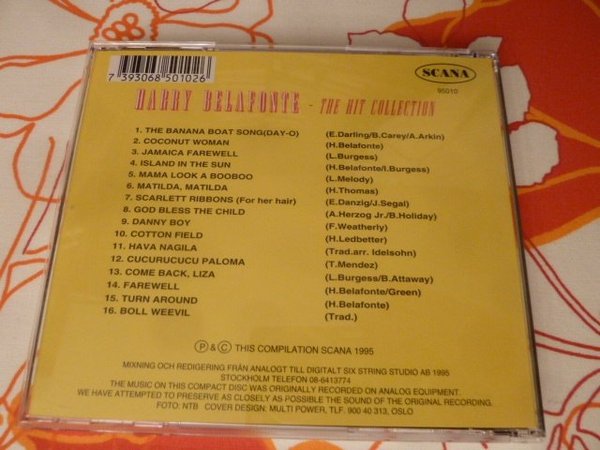 7 393068 501026
SCANA
95010
HARRY BELAFONTE - THE HIT COLLECTION
1. THE BANANA BOAT SONG(DAY-O) (E.Darling/B.Carey/A.Arkin)
2. COCONUT WOMAN (H.Belafonte)
3. JAMAICA FAREWELL (L.Burgess)
4. ISLAND IN THE SUN (H.Belafonte/I.Burgess)
5. MAMA LOOK A BOOBOO (L.Melody)
6. MATILDA, MATILDA (H.Thomas)
7. SCARLETT RIBBONS (For her hair) (E.Danzig/J.Segal)
8. GOD BLESS THE CHILD (A.Herzog Jr./B.Holiday)
9. DANNY BOY (F.Weatherly)
10. COTTON FIELD (H.Ledbetter)
11. HAVA NAGILA (Trad.arr. Idelsohn)
12. CUCURUCUCU PALOMA (T.Mendez)
13. COME BACK, LIZA (L.Burgess/B.Attaway)
14. FAREWELL (H.Belafonte/Green)
15. TURN AROUND (H.Belafonte)
16. BOLL WEEVIL (Trad.)
Ⓟ & © THIS COMPILATION SCANA 1995
MIXNING OCH REDIGERING FRÅN ANALOGT TILL DIGITALT SIX STRING STUDIO AB 1995
STOCKHOLM TELEFON 08-6413774
THE MUSIC ON THIS COMPACT DISC WAS ORIGINALLY RECORDED ON ANALOG EQUIPMENT.
WE HAVE ATTEMPTED TO PRESERVE AS CLOSELY AS POSSIBLE THE SOUND OF THE ORIGINAL RECORDING.
FOTO: NTB COVER DESIGN: MULTI POWER, TLF. 900 40 313, OSLO